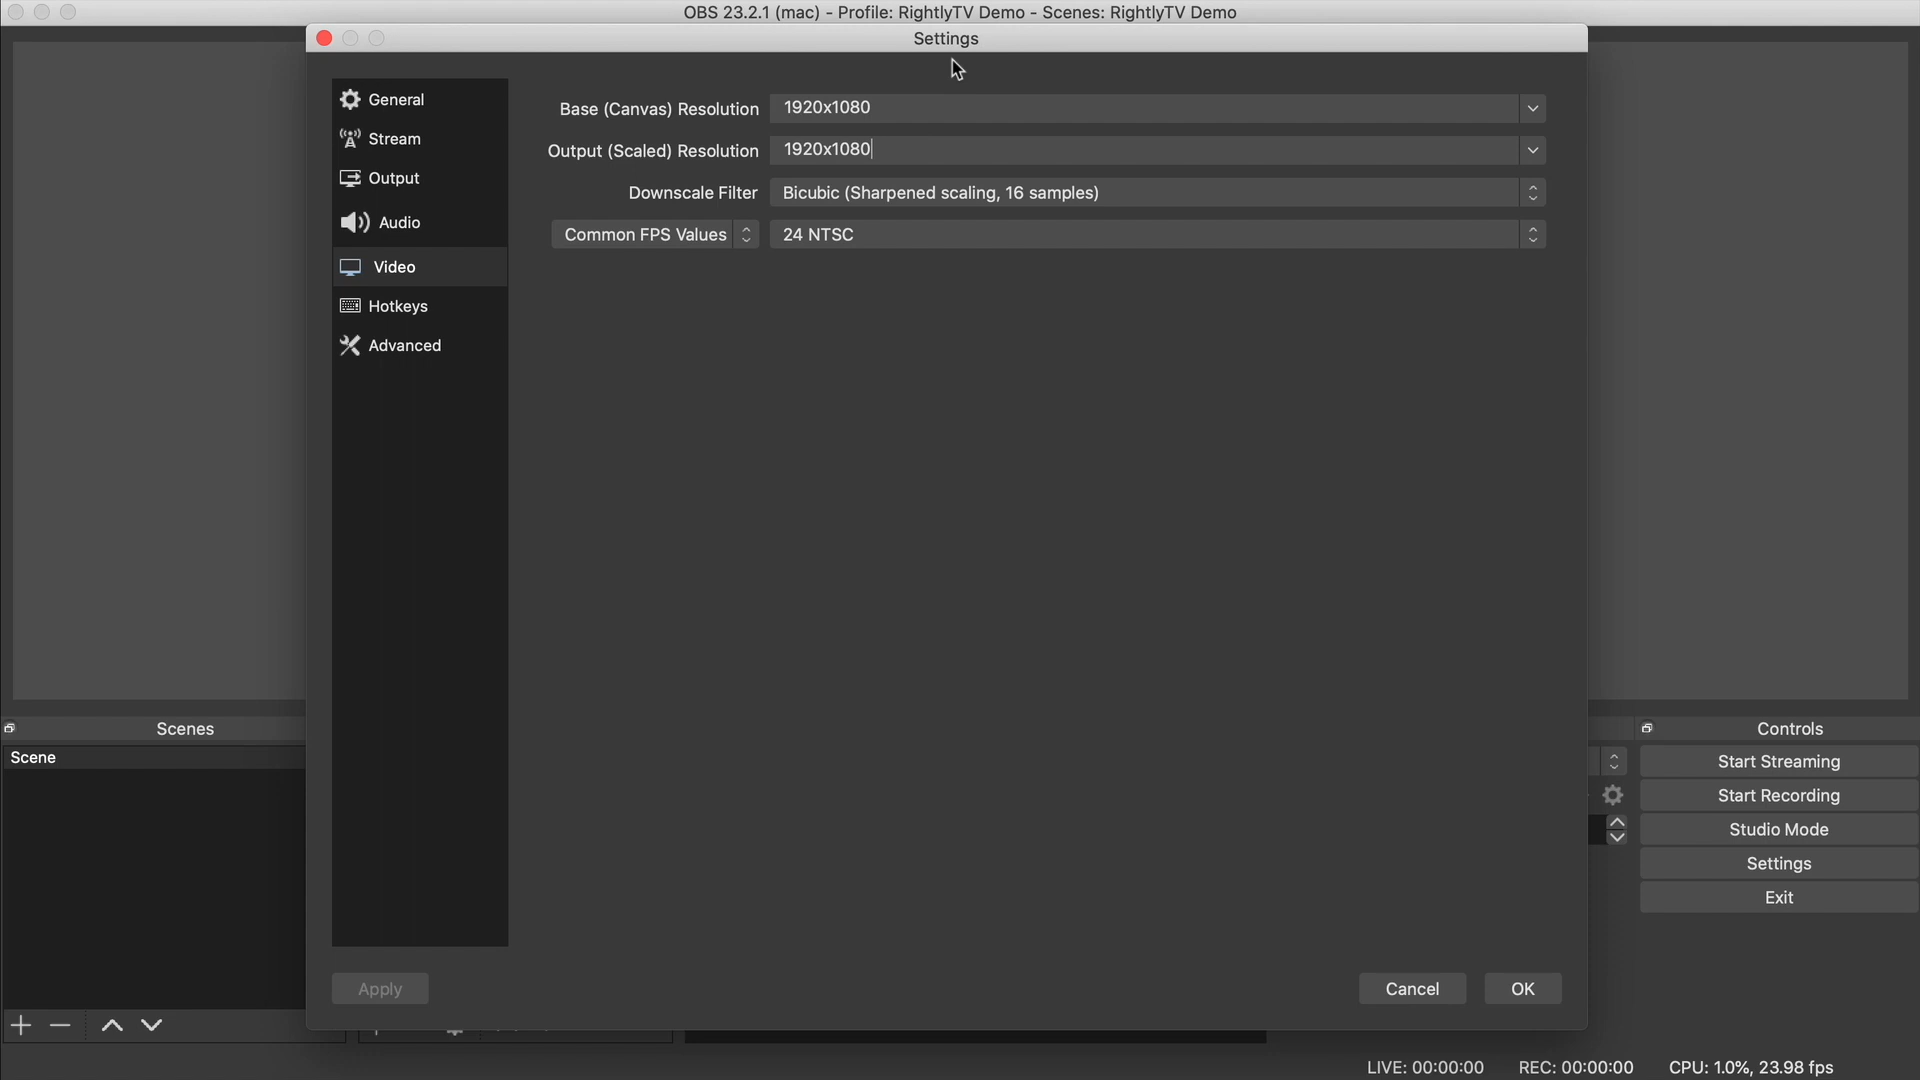 OBS 23.2.1 (mac) - Profile: RightlyTV Demo - Scenes: RightlyTV Demo
Settings
General
Stream
Output
Audio
Video
Hotkeys
Advanced
Base (Canvas) Resolution 1920x1080
Output (Scaled) Resolution 1920x1080
Downscale Filter Bicubic (Sharpened scaling, 16 samples)
Common FPS Values 24 NTSC
Apply
Cancel
OK
Scenes
Scene
Controls
Start Streaming
Start Recording
Studio Mode
Settings
Exit
LIVE: 00:00:00 REC: 00:00:00 CPU: 1.0%, 23.98 fps